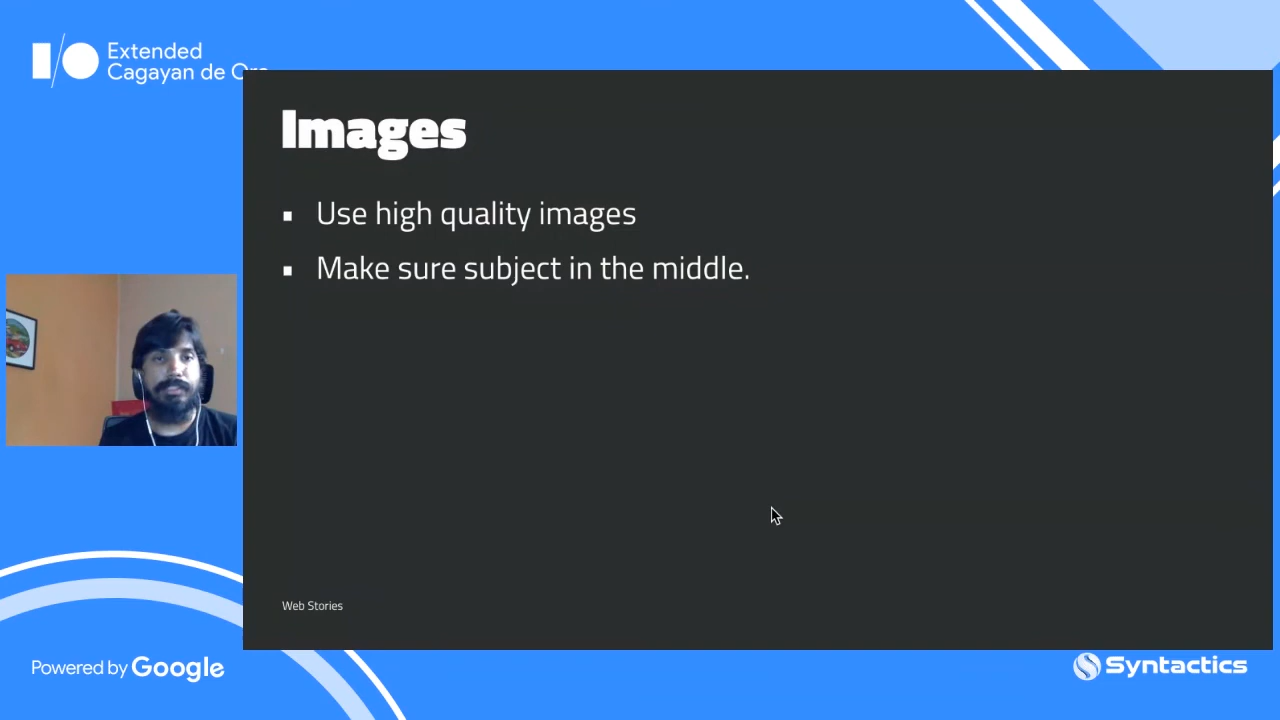 I/O Extended
Cagayan de Oro
Images
▪ Use high quality images
▪ Make sure subject in the middle.
Web Stories
Powered by Google
Syntactics